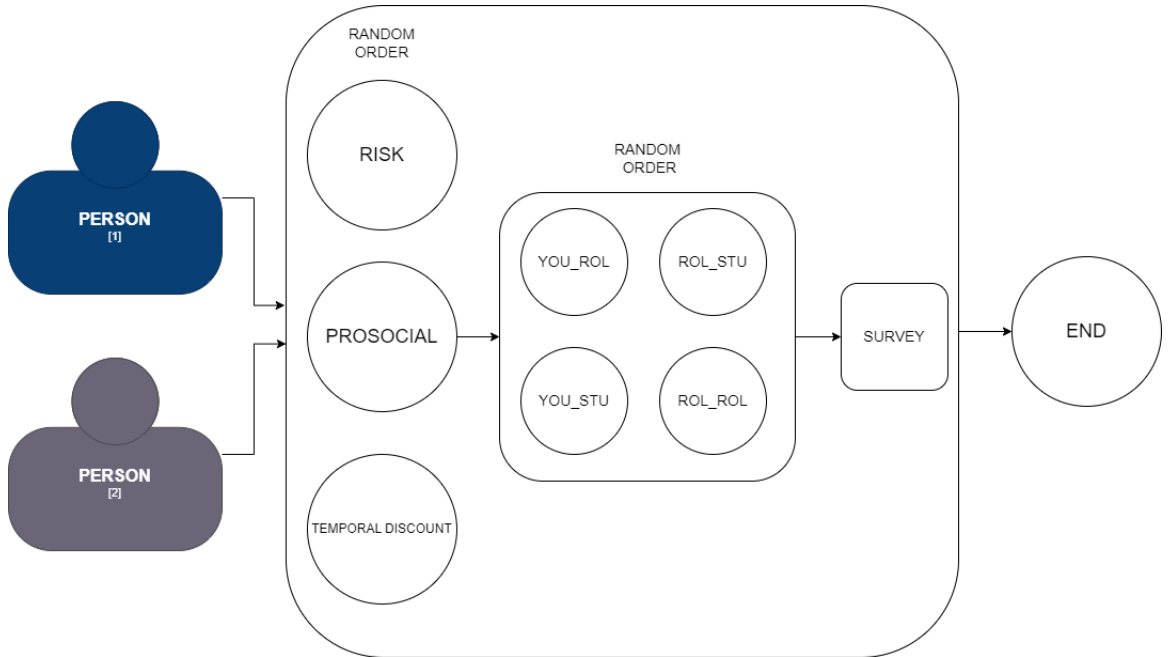 RANDOM
ORDER
RISK
RANDOM
ORDER
PERSON
[1]
YOU_ROL
ROL_STU
PROSOCIAL
SURVEY
END
YOU_STU
ROL_ROL
PERSON
[2]
TEMPORAL DISCOUNT